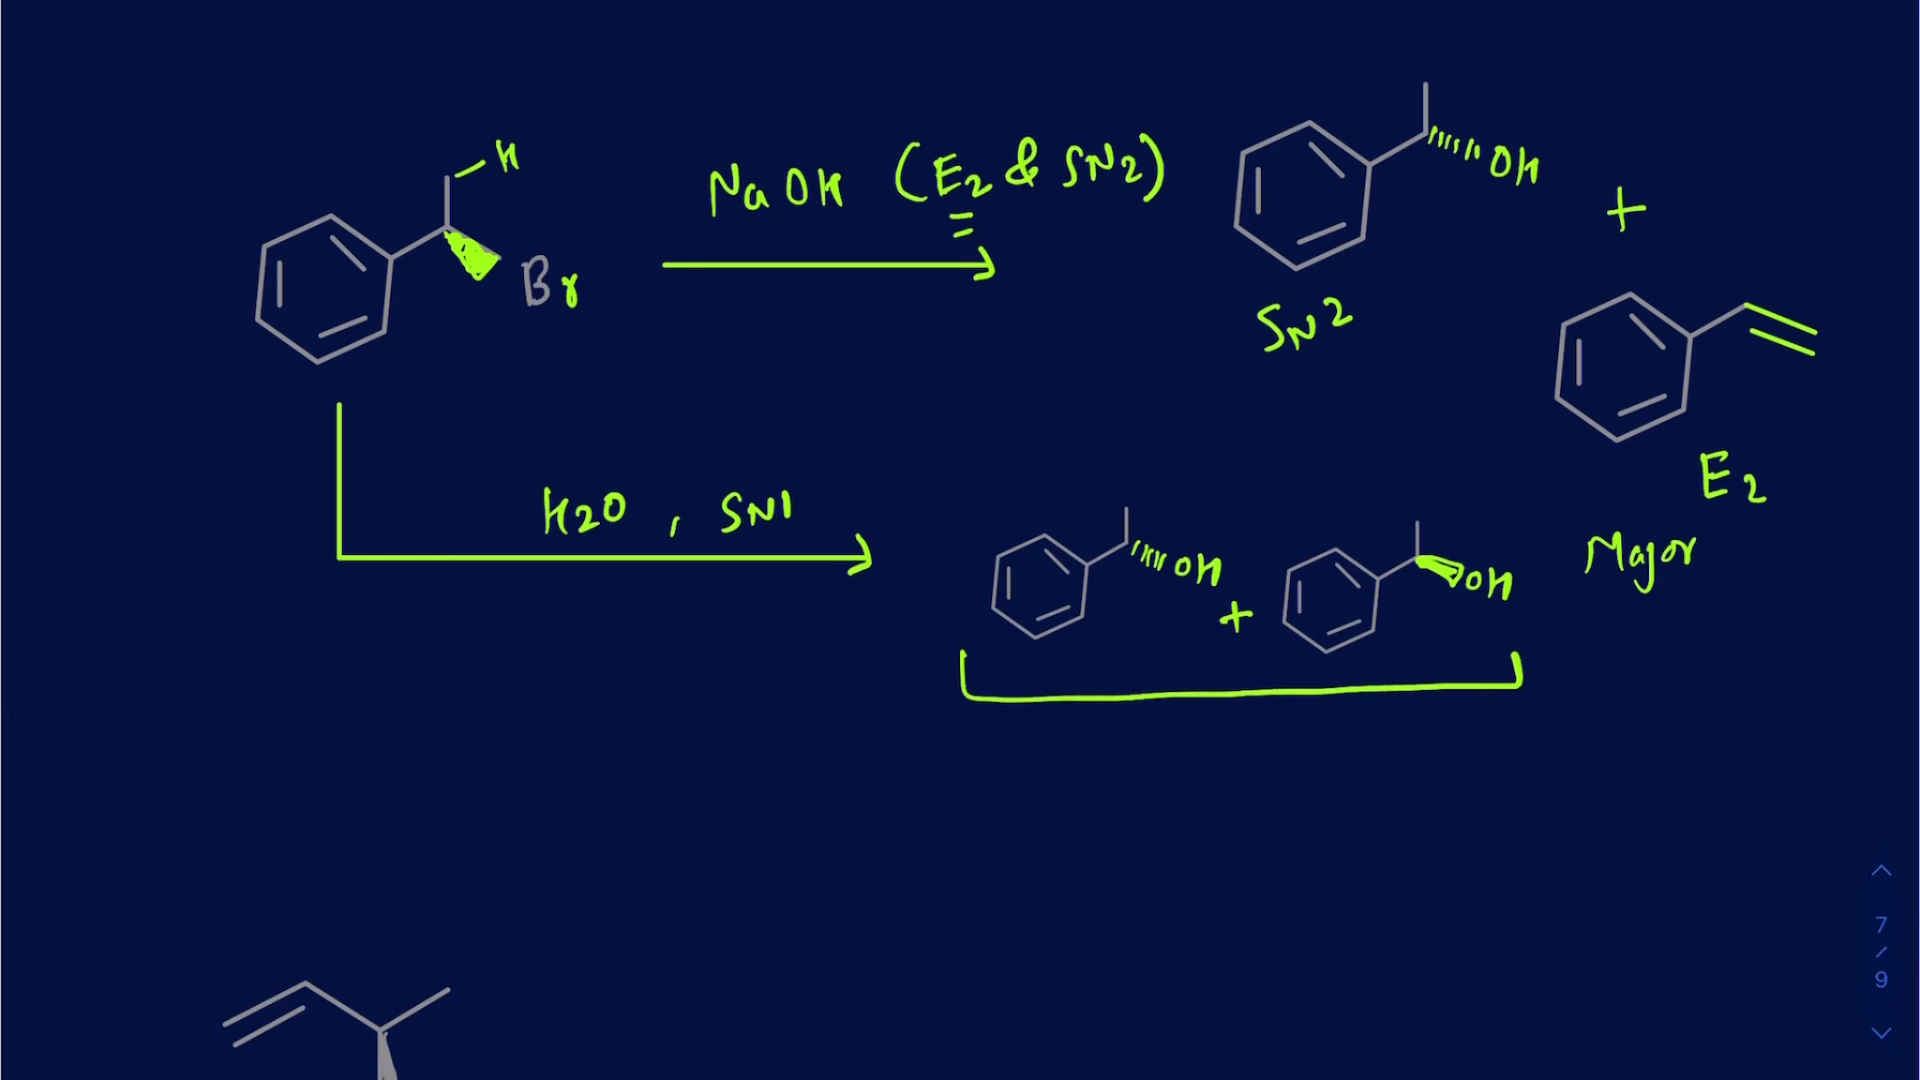 H
Br
NaOH (E2 & SN2)
OH
+
SN2
E2
Major
H2O , SN1
OH
+
OH
7
/
9